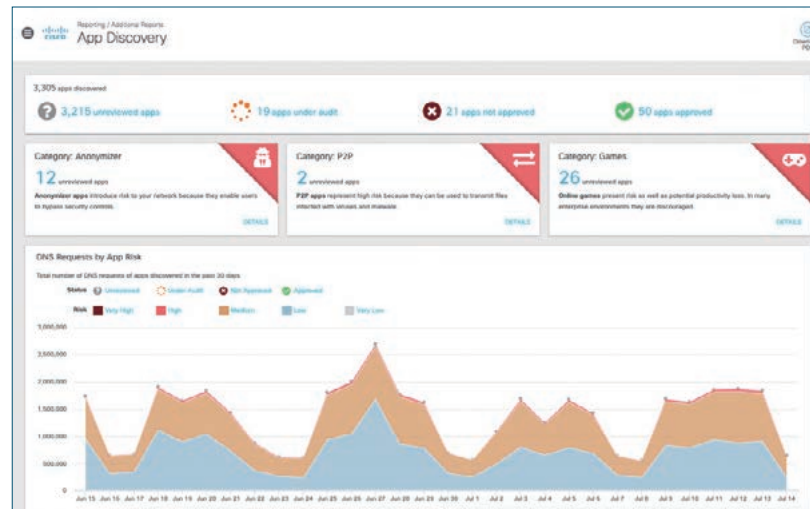 Reporting / Additional Reports
cisco
App Discovery
3,305 apps discovered
3,215 unreviewed apps
19 apps under audit
21 apps not approved
50 apps approved
Category: Anonymizer
12 unreviewed apps
Anonymizer apps introduce risk to your network because they enable users
to bypass security controls.
DETAILS
Category: P2P
2 unreviewed apps
P2P apps represent high risk because they can be used to transmit files
infected with viruses and malware
DETAILS
Category: Games
26 unreviewed apps
Online games present risk as well as potential productivity loss. In many
enterprise environments they are discouraged.
DETAILS
DNS Requests by App Risk
Total number of DNS requests of apps discovered in the past 30 days
Status Unreviewed Under Audit Not Approved Approved
Risk Very High High Medium Low Very Low
3,000,000
2,500,000
2,000,000
1,500,000
1,000,000
500,000
0
Jun 15 Jun 16 Jun 17 Jun 18 Jun 19 Jun 20 Jun 21 Jun 22 Jun 23 Jun 24 Jun 25 Jun 26 Jun 27 Jun 28 Jun 29 Jun 30 Jul 1 Jul 2 Jul 3 Jul 4 Jul 5 Jul 6 Jul 7 Jul 8 Jul 9 Jul 10 Jul 11 Jul 12 Jul 13 Jul 14